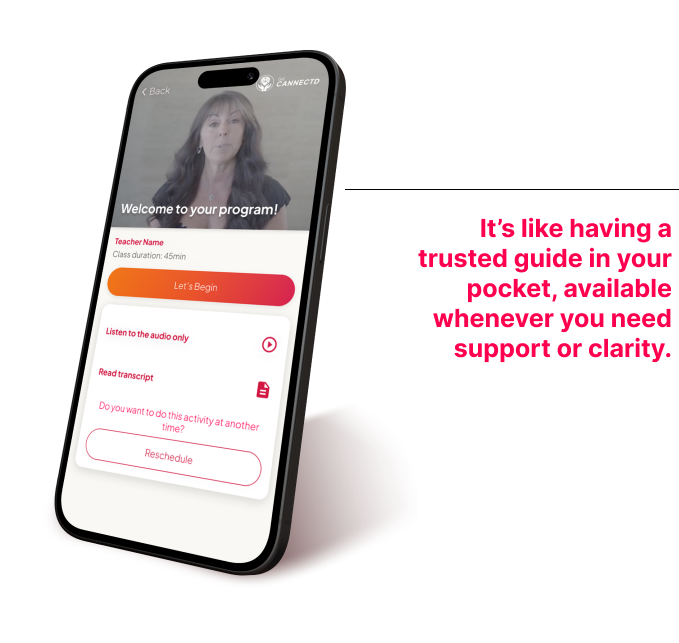 Back
CANNECTD
Welcome to your program!
Teacher Name
Class duration: 45min
Let's Begin
Listen to the audio only
Read transcript
Do you want to do this activity at another
time?
Reschedule
It’s like having a
trusted guide in your
pocket, available
whenever you need
support or clarity.